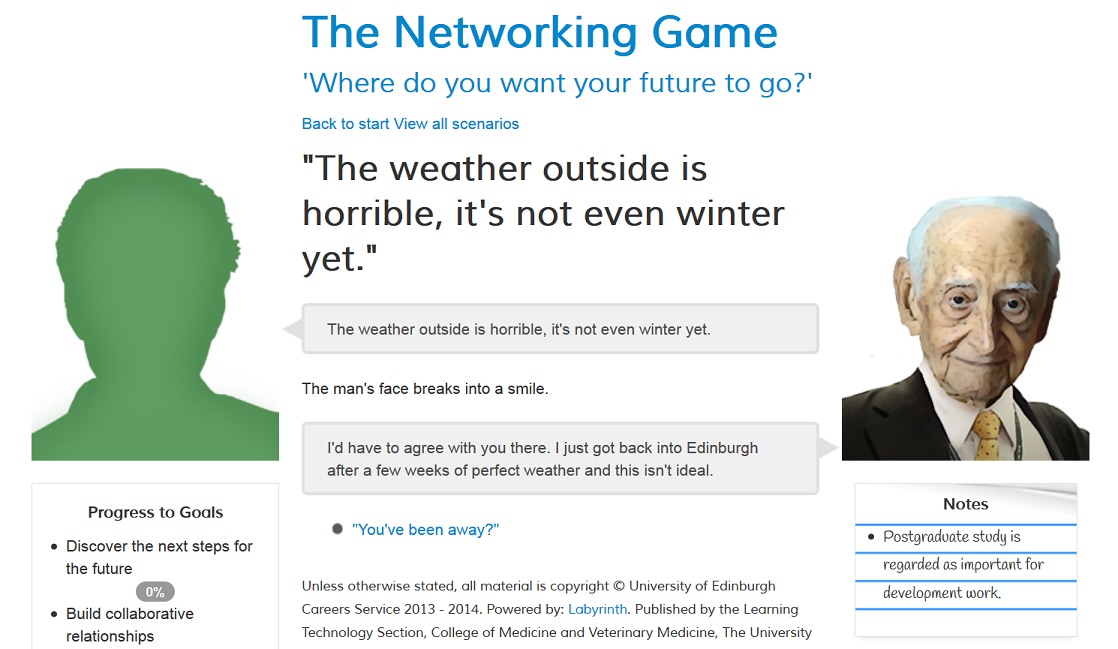 The Networking Game
'Where do you want your future to go?'
Back to start View all scenarios
"The weather outside is
horrible, it's not even winter
yet."
The weather outside is horrible, it's not even winter yet.
The man's face breaks into a smile.
I'd have to agree with you there. I just got back into Edinburgh
after a few weeks of perfect weather and this isn't ideal.
"You've been away?"
Unless otherwise stated, all material is copyright © University of Edinburgh
Careers Service 2013 - 2014. Powered by: Labyrinth. Published by the Learning
Technology Section, College of Medicine and Veterinary Medicine, The University
Progress to Goals
Discover the next steps for
the future
0%
Build collaborative
relationships
Notes
Postgraduate study is
regarded as important for
development work.